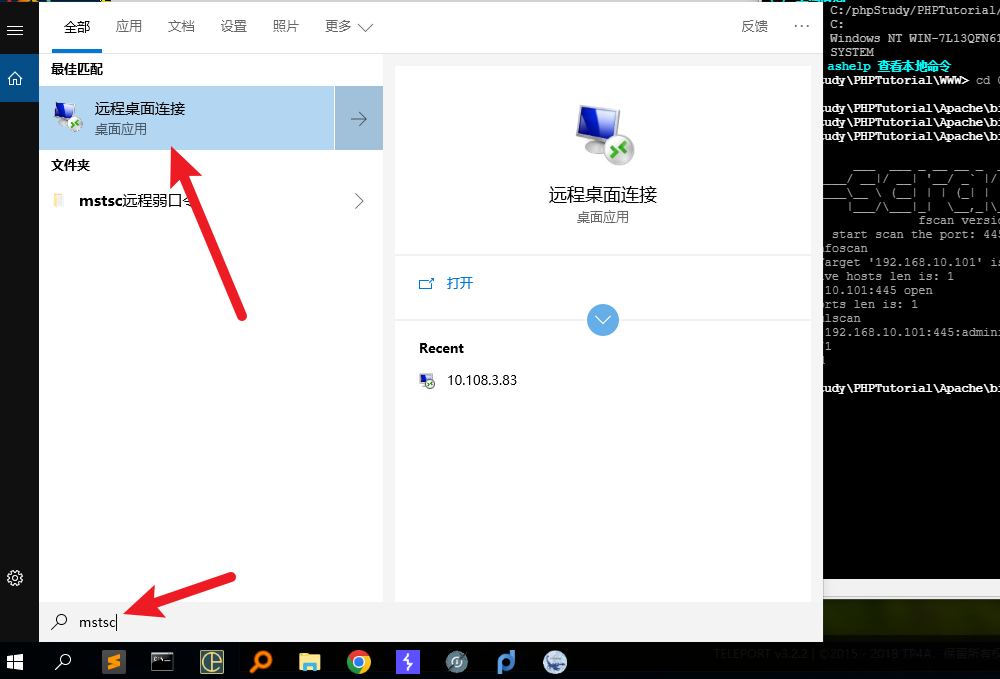 全部 应用 文档 设置 照片 更多 反馈 ···
最佳匹配
远程桌面连接
桌面应用
文件夹
mstsc远程弱口令
远程桌面连接
桌面应用
打开
Recent
10.108.3.83
mstsc
C:/phpStudy/PHPTutorial/
C:
Windows NT WIN-7L13QFN61
SYSTEM
ashelp 查看本地命令
tudy\PHPTutorial\WWW> cd
tudy\PHPTutorial\Apache\bi
tudy\PHPTutorial\Apache\bi
tudy\PHPTutorial\Apache\bi
fscan versio
start scan the port: 445
nfoscan
Target '192.168.10.101' is
ive hosts len is: 1
10.101:445 open
orts len is: 1
ulscan
192.168.10.101:445:admini
tudy\PHPTutorial\Apache\bi
TELEPORT v3.2.2 | ©2015 - 2019 TP4A，保留所有